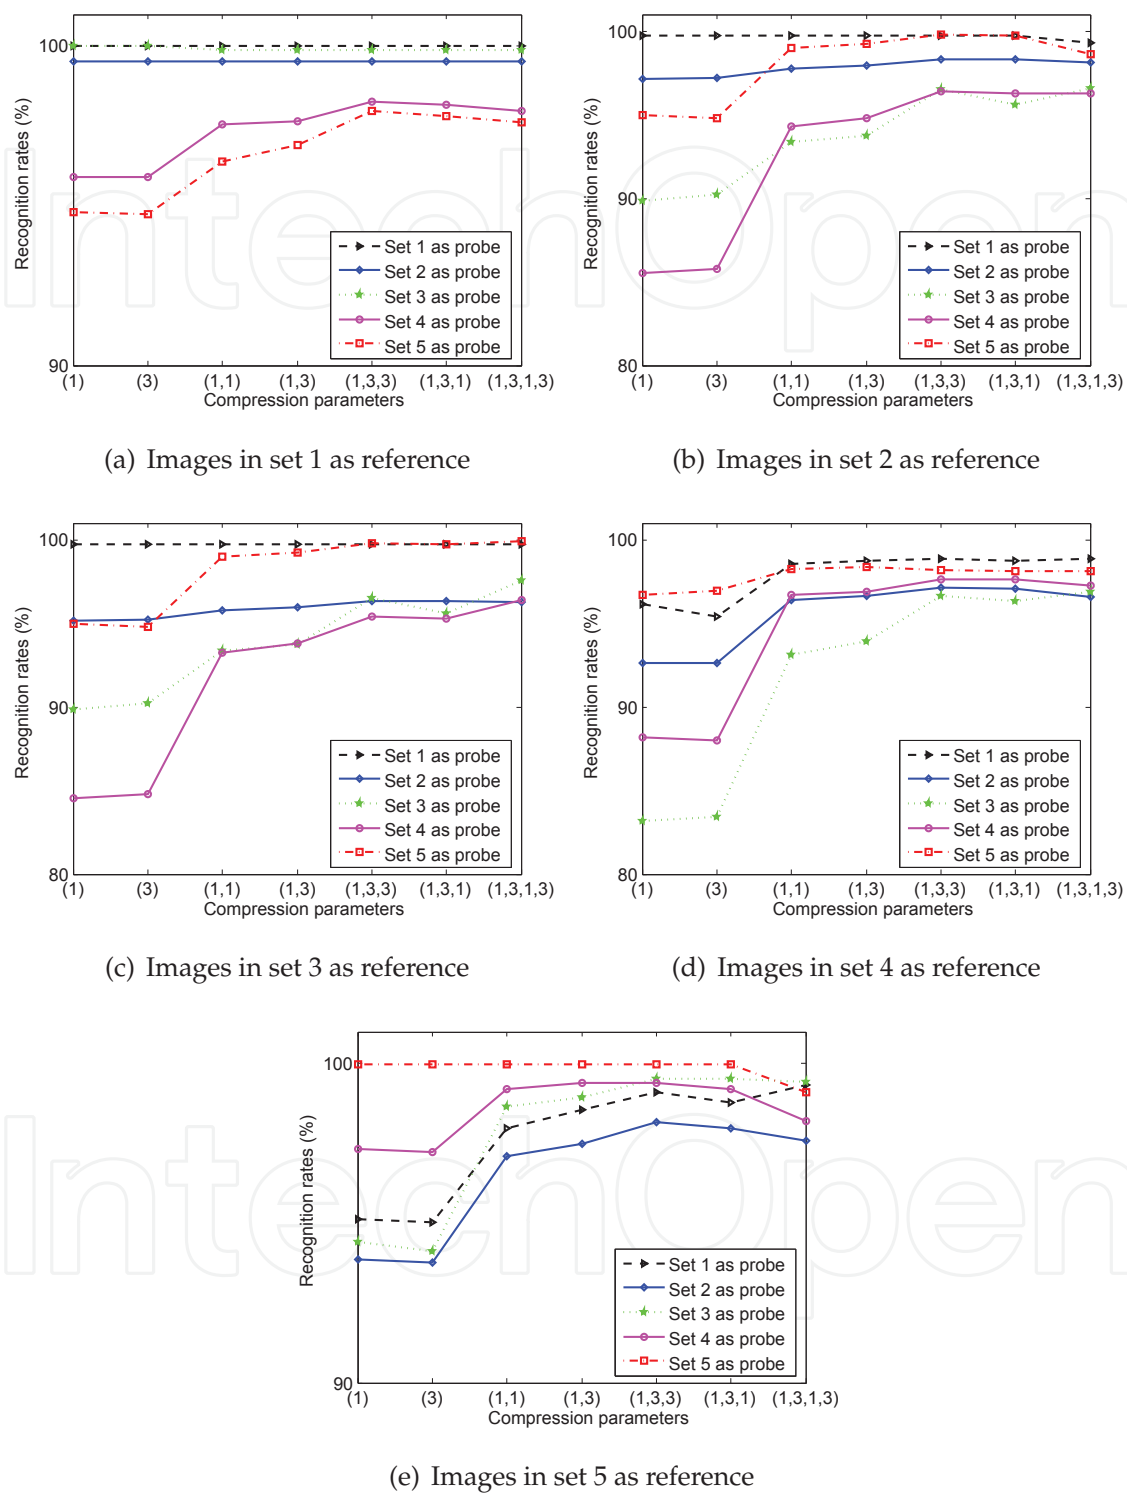 100
90
Recognition rates (%)
Set 1 as probe
Set 2 as probe
Set 3 as probe
Set 4 as probe
Set 5 as probe
(1) (3) (1,1) (1,3) (1,3,3) (1,3,1) (1,3,1,3)
Compression parameters
(a) Images in set 1 as reference
100
90
80
Recognition rates (%)
Set 1 as probe
Set 2 as probe
Set 3 as probe
Set 4 as probe
Set 5 as probe
(1) (3) (1,1) (1,3) (1,3,3) (1,3,1) (1,3,1,3)
Compression parameters
(b) Images in set 2 as reference
100
90
80
Recognition rates (%)
Set 1 as probe
Set 2 as probe
Set 3 as probe
Set 4 as probe
Set 5 as probe
(1) (3) (1,1) (1,3) (1,3,3) (1,3,1) (1,3,1,3)
Compression parameters
(c) Images in set 3 as reference
100
90
80
Recognition rates (%)
Set 1 as probe
Set 2 as probe
Set 3 as probe
Set 4 as probe
Set 5 as probe
(1) (3) (1,1) (1,3) (1,3,3) (1,3,1) (1,3,1,3)
Compression parameters
(d) Images in set 4 as reference
100
90
Recognition rates (%)
Set 1 as probe
Set 2 as probe
Set 3 as probe
Set 4 as probe
Set 5 as probe
(1) (3) (1,1) (1,3) (1,3,3) (1,3,1) (1,3,1,3)
Compression parameters
(e) Images in set 5 as reference
IntechOpen
IntechOpen